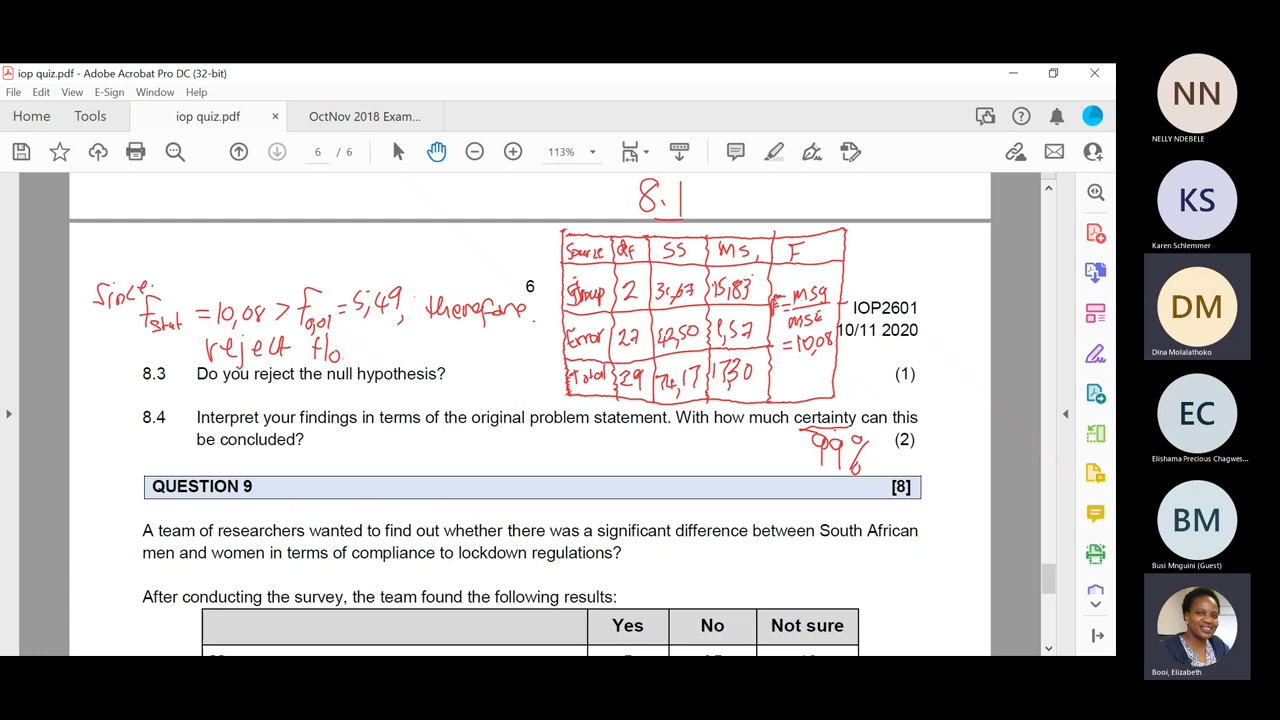 iop quiz.pdf - Adobe Acrobat Pro DC (32-bit)
File Edit View E-Sign Window Help
Home Tools iop quiz.pdf × OctNov 2018 Exam...
6 / 6 113%
8.1
Source df SS MS F
Group 2 31,67 15,83 F = MSG / MSE = 10,08
Error 27 42,50 1,57
Total 29 74,17 17,30
6
IOP2601
10/11 2020
Since Fstat = 10,08 > F0,01 = 5,49, therefore
reject Ho.
8.3 Do you reject the null hypothesis? (1)
8.4 Interpret your findings in terms of the original problem statement. With how much certainty can this
be concluded? (2)
99%
QUESTION 9 [8]
A team of researchers wanted to find out whether there was a significant difference between South African
men and women in terms of compliance to lockdown regulations?
After conducting the survey, the team found the following results:
Yes No Not sure
NN
NELLY NDEBELE
KS
Karen Schlemmer
DM
Dina Molalathoko
EC
Elishama Precious Chagwes...
BM
Busi Mnguini (Guest)
Booi, Elizabeth